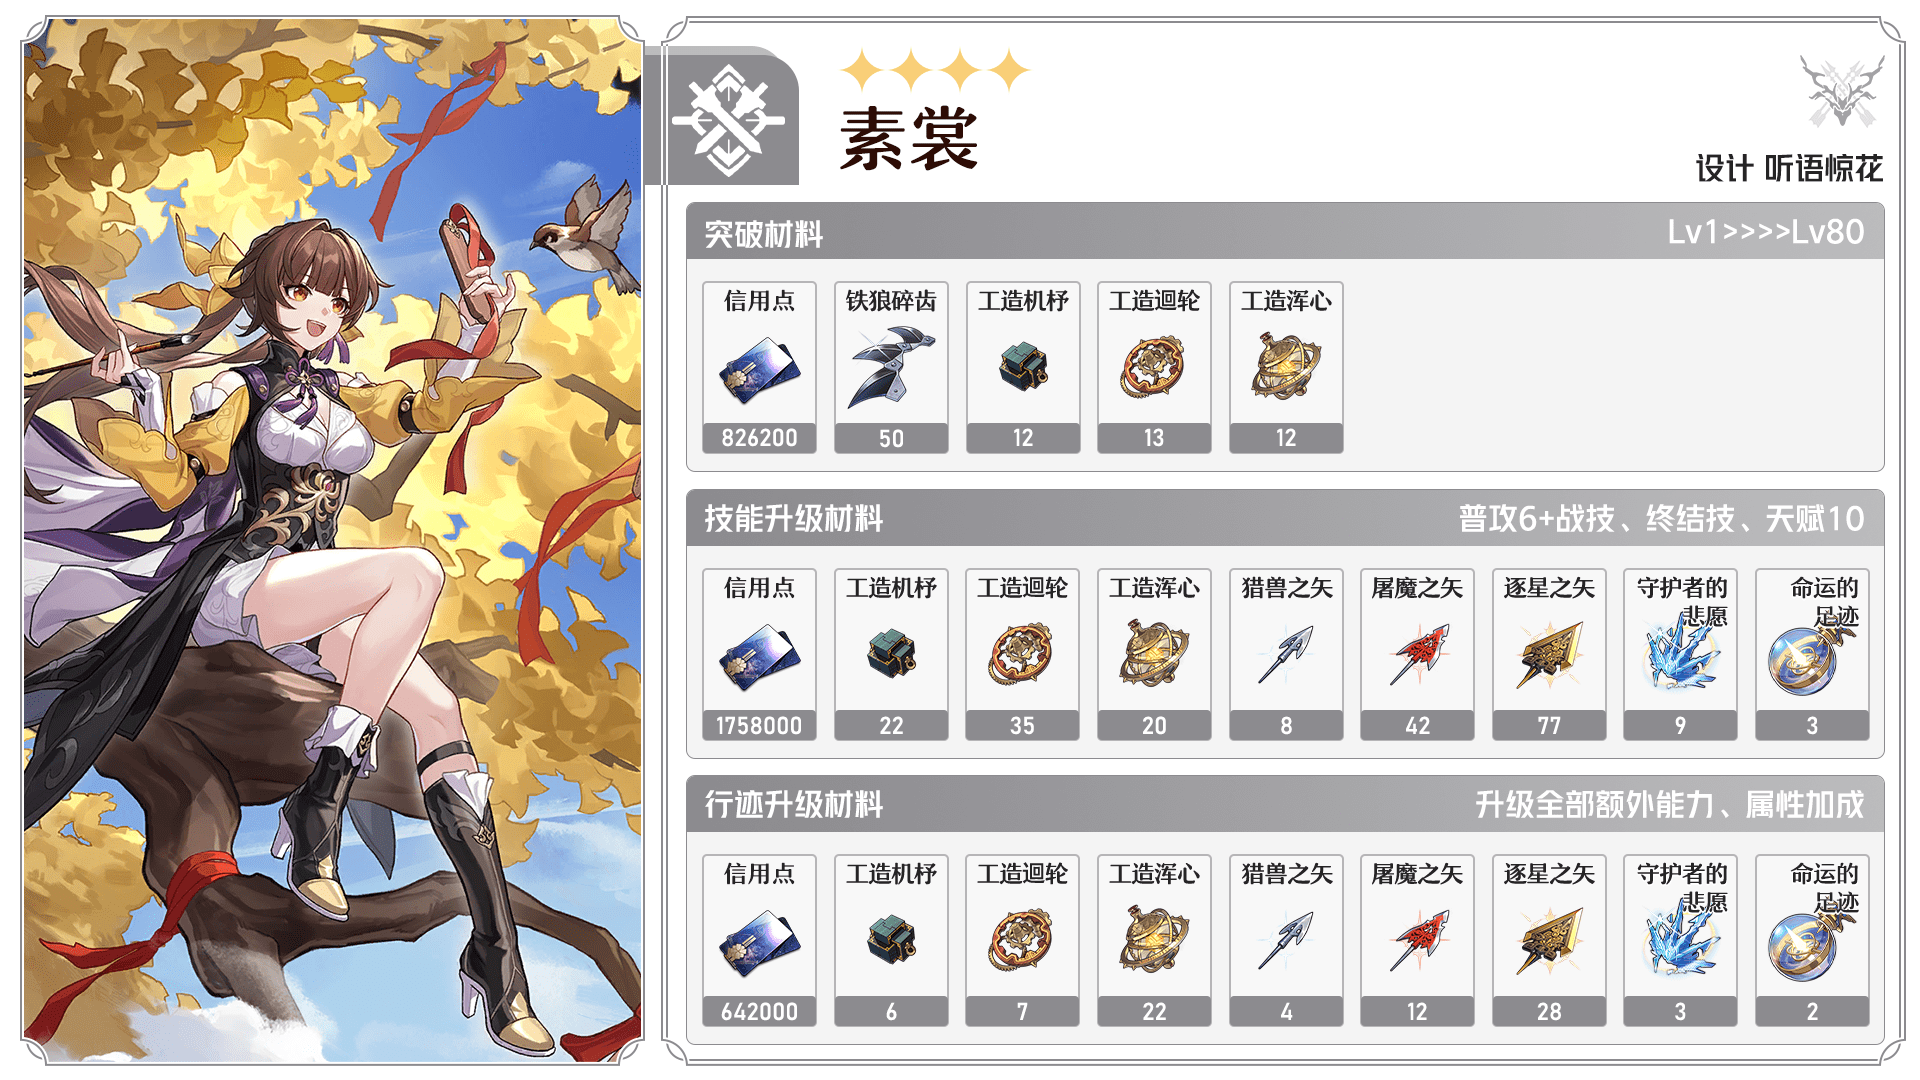 素裳
设计 听语惊花
突破材料
Lv1>>>>Lv80
信用点
铁狼碎齿
工造机杼
工造迴轮
工造浑心
826200
50
12
13
12
技能升级材料
普攻6+战技、终结技、天赋10
信用点
工造机杼
工造迴轮
工造浑心
猎兽之矢
屠魔之矢
逐星之矢
守护者的
悲愿
命运的
足迹
1758000
22
35
20
8
42
77
9
3
行迹升级材料
升级全部额外能力、属性加成
信用点
工造机杼
工造迴轮
工造浑心
猎兽之矢
屠魔之矢
逐星之矢
守护者的
悲愿
命运的
足迹
642000
6
7
22
4
12
28
3
2